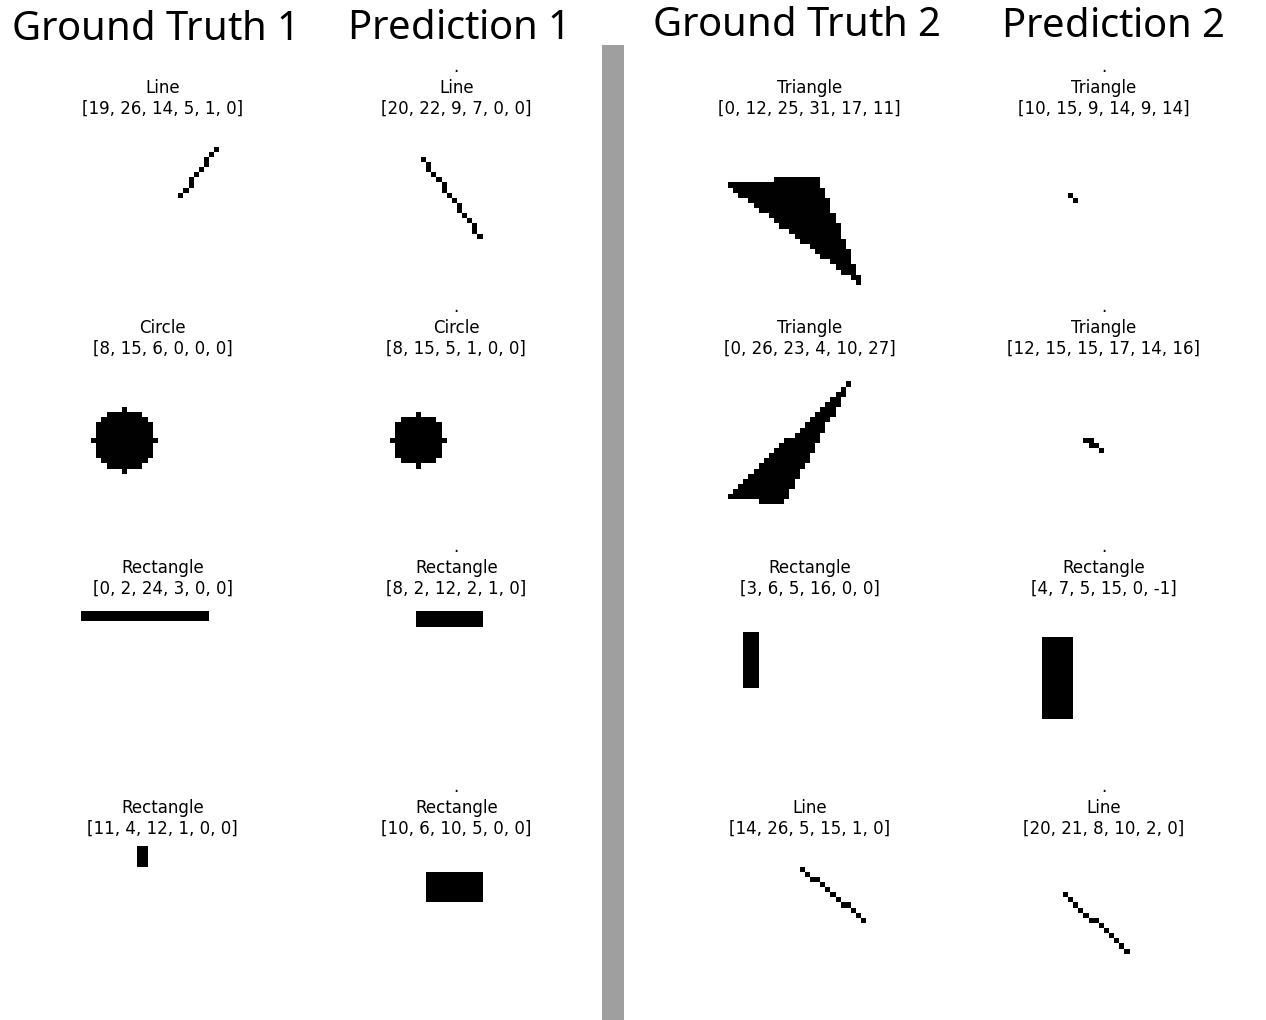 Ground Truth 1
Prediction 1
Ground Truth 2
Prediction 2
Line
[19, 26, 14, 5, 1, 0]
.
Line
[20, 22, 9, 7, 0, 0]
Triangle
[0, 12, 25, 31, 17, 11]
.
Triangle
[10, 15, 9, 14, 9, 14]
Circle
[8, 15, 6, 0, 0, 0]
.
Circle
[8, 15, 5, 1, 0, 0]
Triangle
[0, 26, 23, 4, 10, 27]
.
Triangle
[12, 15, 15, 17, 14, 16]
Rectangle
[0, 2, 24, 3, 0, 0]
.
Rectangle
[8, 2, 12, 2, 1, 0]
Rectangle
[3, 6, 5, 16, 0, 0]
.
Rectangle
[4, 7, 5, 15, 0, -1]
Rectangle
[11, 4, 12, 1, 0, 0]
.
Rectangle
[10, 6, 10, 5, 0, 0]
Line
[14, 26, 5, 15, 1, 0]
.
Line
[20, 21, 8, 10, 2, 0]